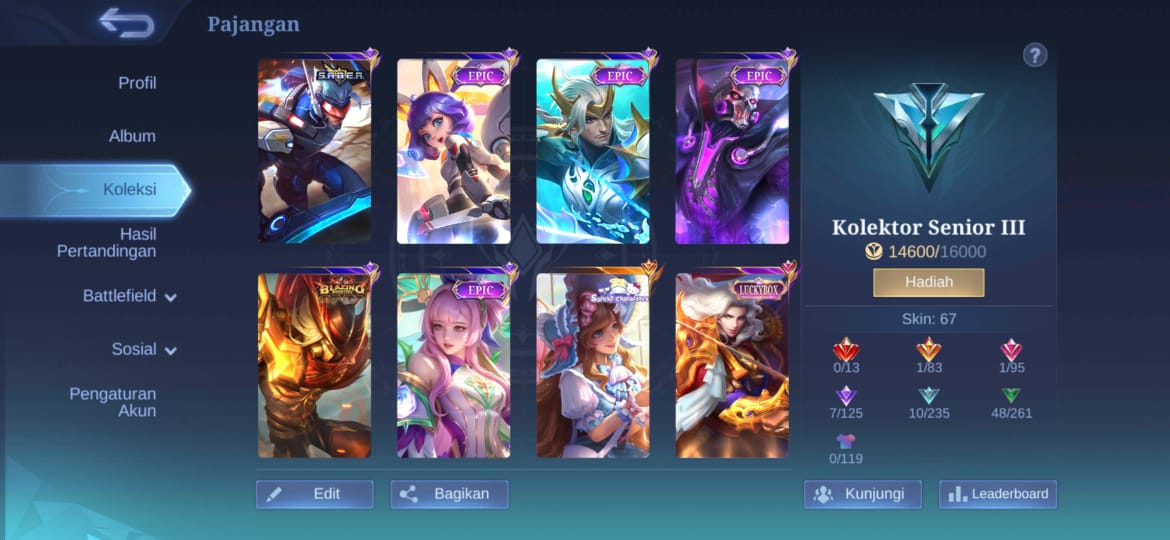 Pajangan
Profil
Album
Koleksi
Hasil
Pertandingan
Battlefield
Sosial
Pengaturan
Akun
S.A.B.E.R.
EPIC
EPIC
EPIC
BLAZING
EPIC
Sanrio characters
LUCKYBOX
Edit
Bagikan
?
Kolektor Senior III
14600/16000
Hadiah
Skin: 67
0/13
1/83
1/95
7/125
10/235
48/261
0/119
Kunjungi
Leaderboard